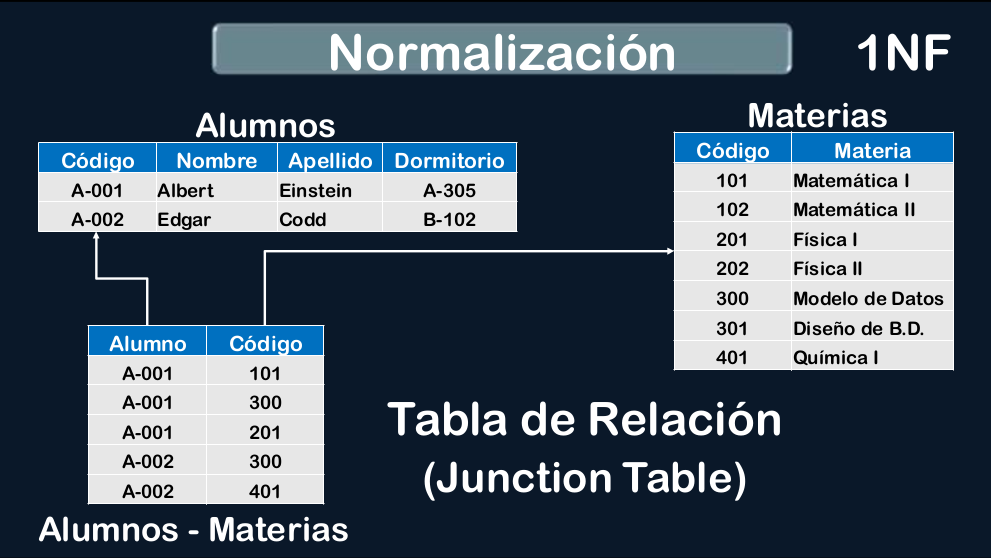 Normalización
1NF
Alumnos
Código Nombre Apellido Dormitorio
A-001 Albert Einstein A-305
A-002 Edgar Codd B-102
Materias
Código Materia
101 Matemática I
102 Matemática II
201 Física I
202 Física II
300 Modelo de Datos
301 Diseño de B.D.
401 Química I
Alumno Código
A-001 101
A-001 300
A-001 201
A-002 300
A-002 401
Alumnos - Materias
Tabla de Relación
(Junction Table)